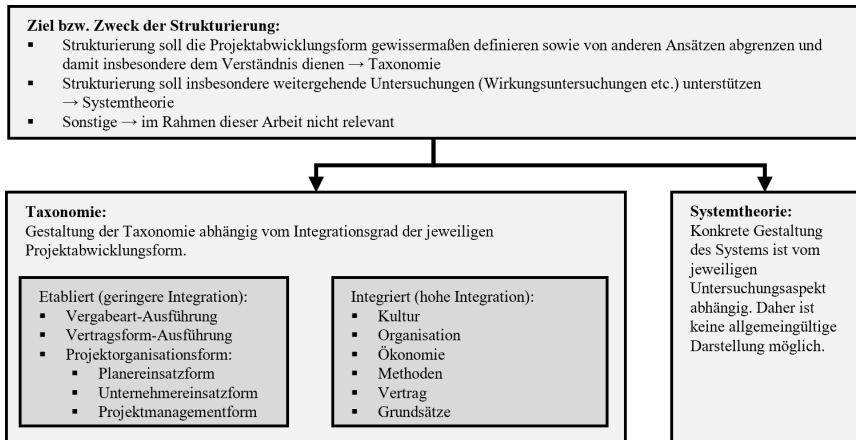 Ziel bzw. Zweck der Strukturierung:
▪ Strukturierung soll die Projektabwicklungsform gewissermaßen definieren sowie von anderen Ansätzen abgrenzen und
damit insbesondere dem Verständnis dienen → Taxonomie
▪ Strukturierung soll insbesondere weitergehende Untersuchungen (Wirkungsuntersuchungen etc.) unterstützen
→ Systemtheorie
▪ Sonstige → im Rahmen dieser Arbeit nicht relevant
Taxonomie:
Gestaltung der Taxonomie abhängig vom Integrationsgrad der jeweiligen
Projektabwicklungsform.
Etabliert (geringere Integration):
▪ Vergabeart-Ausführung
▪ Vertragsform-Ausführung
▪ Projektorganisationsform:
▪ Planereinsatzform
▪ Unternehmereinsatzform
▪ Projektmanagementform
Integriert (hohe Integration):
▪ Kultur
▪ Organisation
▪ Ökonomie
▪ Methoden
▪ Vertrag
▪ Grundsätze
Systemtheorie:
Konkrete Gestaltung
des Systems ist vom
jeweiligen
Untersuchungsaspekt
abhängig. Daher ist
keine allgemeingültige
Darstellung möglich.